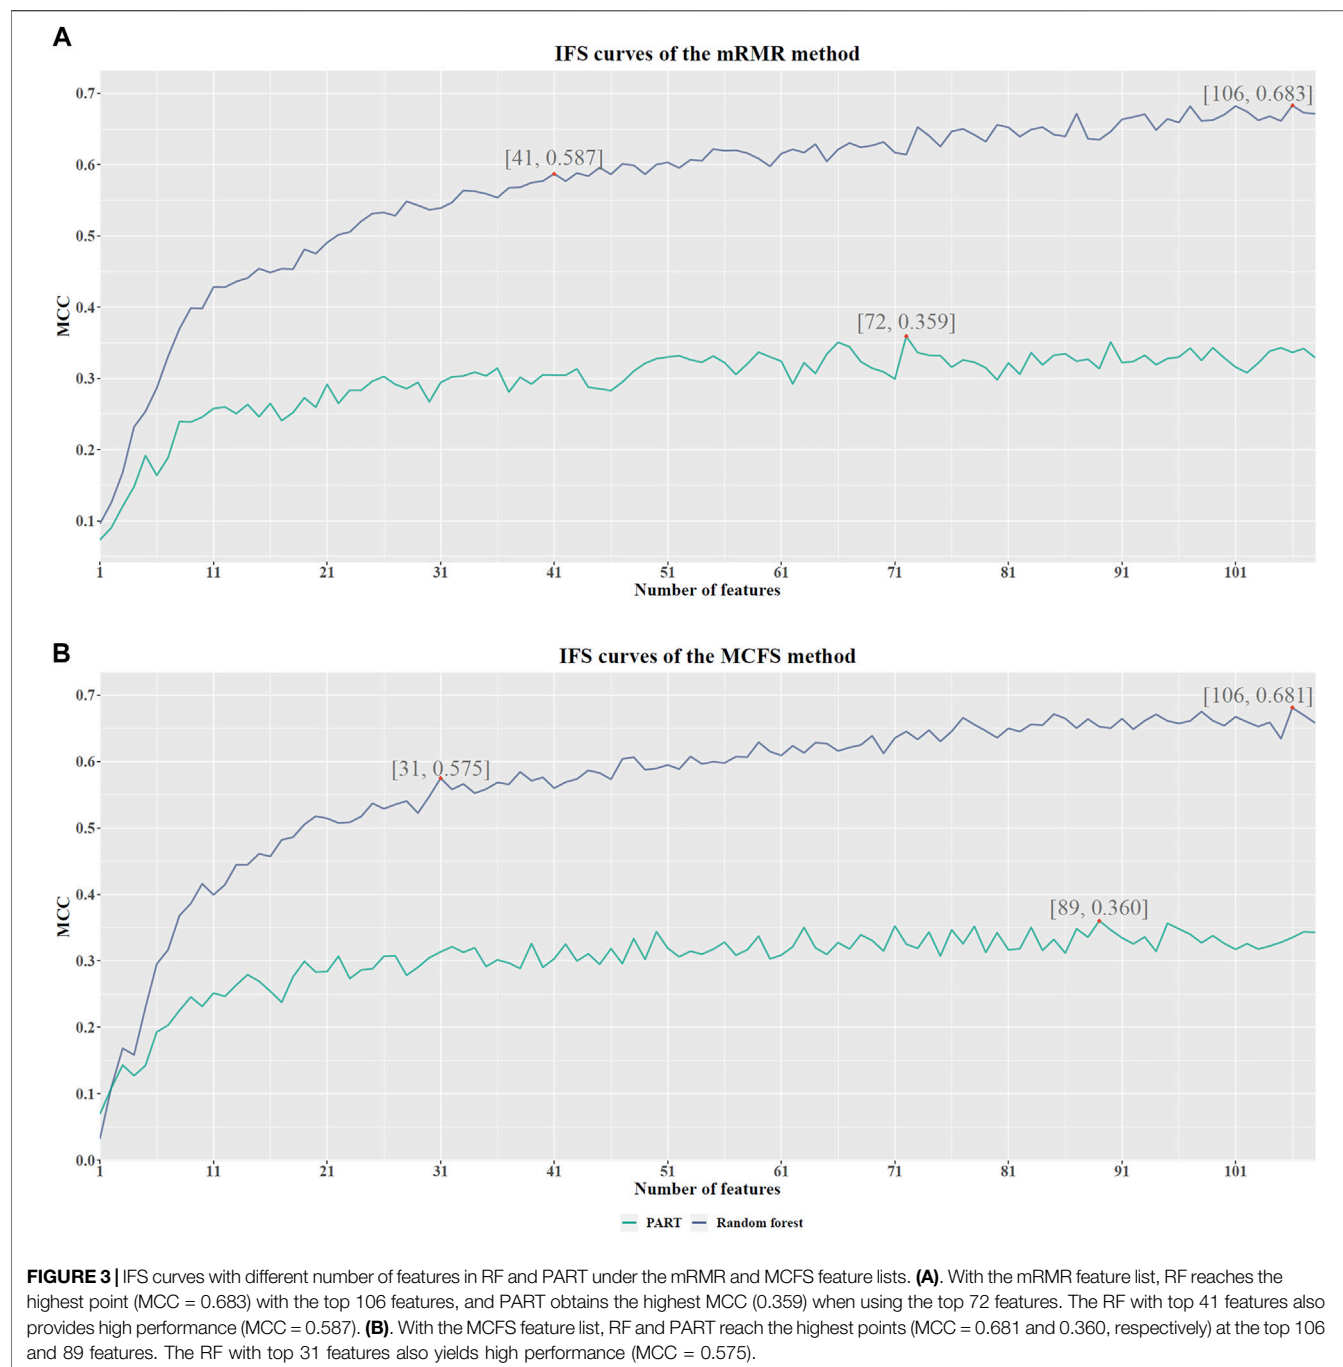 A
IFS curves of the mRMR method
0.7
0.6
0.5
0.4
0.3
0.2
0.1
MCC
[106, 0.683]
[41, 0.587]
[72, 0.359]
1 11 21 31 41 51 61 71 81 91 101
Number of features
B
IFS curves of the MCFS method
0.7
0.6
0.5
0.4
0.3
0.2
0.1
0.0
MCC
[106, 0.681]
[31, 0.575]
[89, 0.360]
1 11 21 31 41 51 61 71 81 91 101
Number of features
PART Random forest
FIGURE 3 | IFS curves with different number of features in RF and PART under the mRMR and MCFS feature lists. (A). With the mRMR feature list, RF reaches the
highest point (MCC = 0.683) with the top 106 features, and PART obtains the highest MCC (0.359) when using the top 72 features. The RF with top 41 features also
provides high performance (MCC = 0.587). (B). With the MCFS feature list, RF and PART reach the highest points (MCC = 0.681 and 0.360, respectively) at the top 106
and 89 features. The RF with top 31 features also yields high performance (MCC = 0.575).